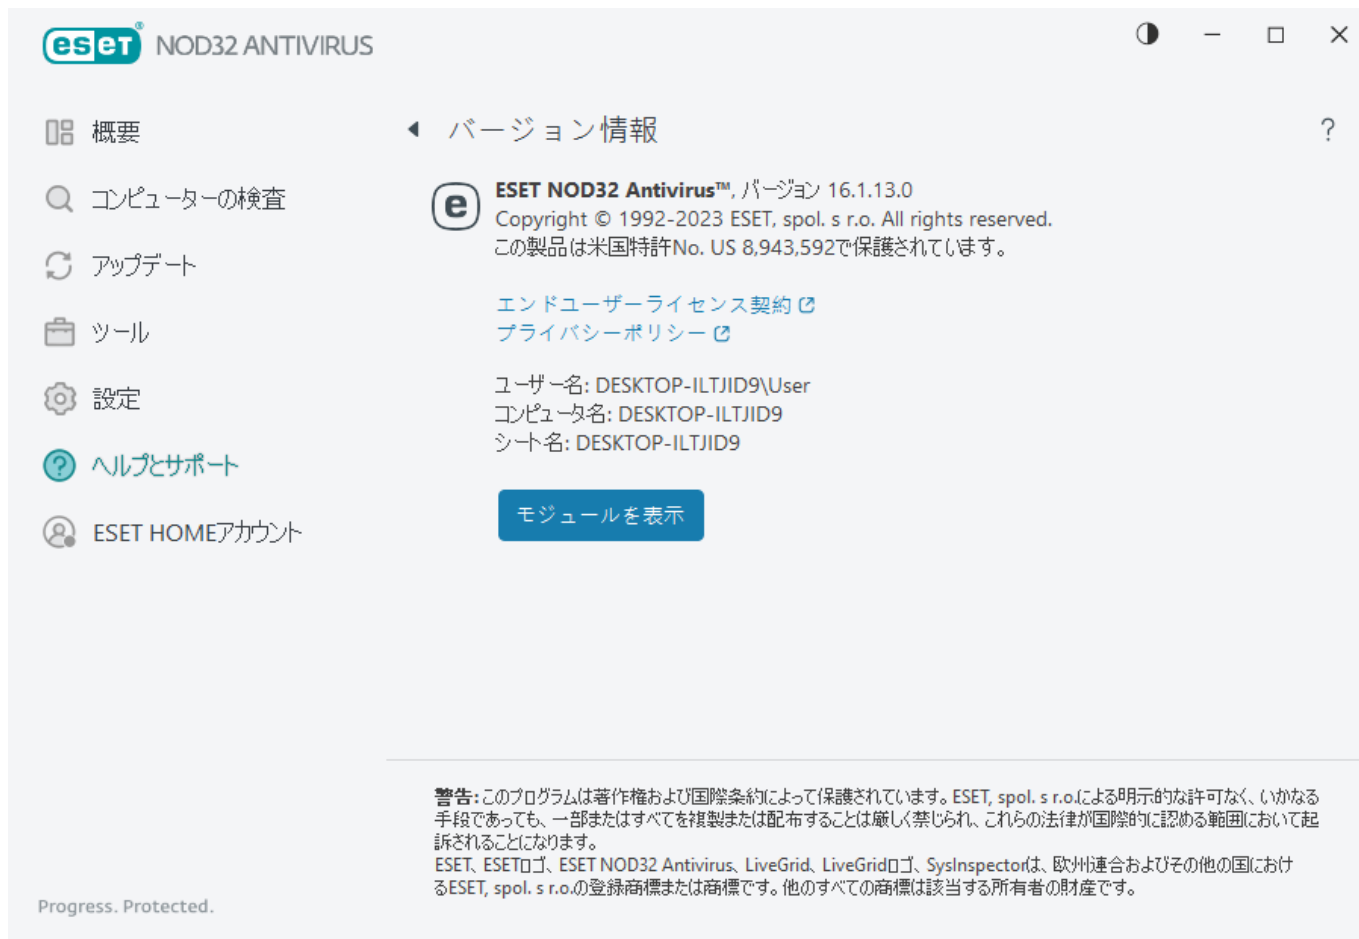 eset® NOD32 ANTIVIRUS
概要
コンピューターの検査
アップデート
ツール
設定
ヘルプとサポート
ESET HOMEアカウント
Progress. Protected.
バージョン情報
?
e
ESET NOD32 Antivirus™, バージョン 16.1.13.0
Copyright © 1992-2023 ESET, spol. s r.o. All rights reserved.
この製品は米国特許No. US 8,943,592で保護されています。
エンドユーザーライセンス契約
プライバシーポリシー
ユーザー名: DESKTOP-ILTJID9\User
コンピュータ名: DESKTOP-ILTJID9
シート名: DESKTOP-ILTJID9
モジュールを表示
警告:このプログラムは著作権および国際条約によって保護されています。ESET, spol. s r.o.による明示的な許可なく、いかなる
手段であっても、一部またはすべてを複製または配布することは厳しく禁じられ、これらの法律が国際的に認める範囲において起
訴されることになります。
ESET、ESETロゴ、ESET NOD32 Antivirus、LiveGrid、LiveGridロゴ、SysInspectorは、欧州連合およびその他の国におけ
るESET, spol. s r.o.の登録商標または商標です。他のすべての商標は該当する所有者の財産です。